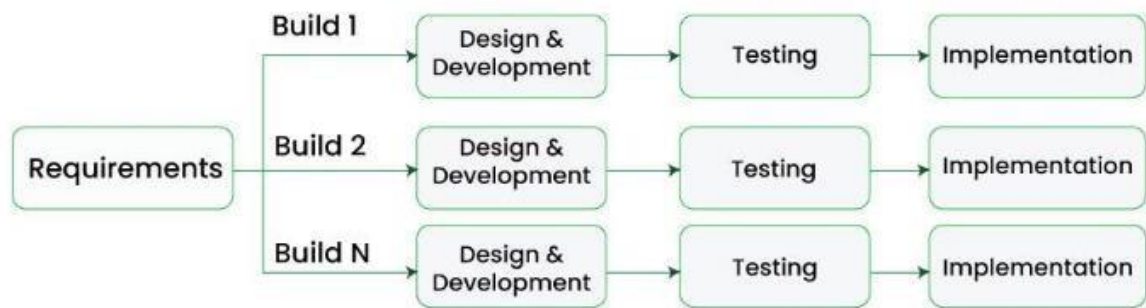 Build 1
Design &
Development
Testing
Implementation
Requirements
Build 2
Design &
Development
Testing
Implementation
Build N
Design &
Development
Testing
Implementation